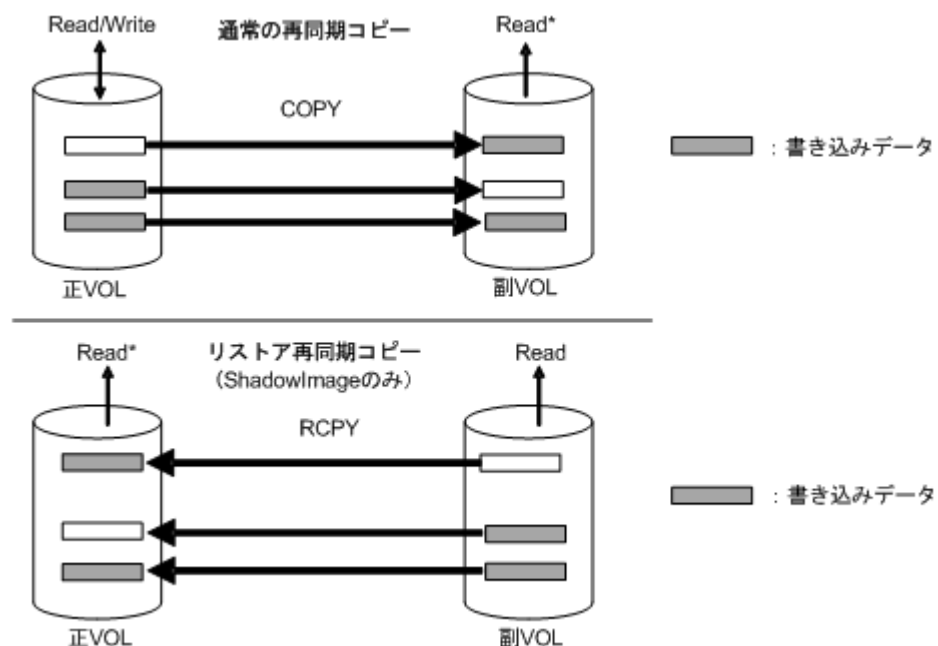 Read/Write
通常の再同期コピー
Read*
COPY
：書き込みデータ
正VOL
副VOL
Read*
リストア再同期コピー
（ShadowImageのみ）
Read
RCPY
：書き込みデータ
正VOL
副VOL